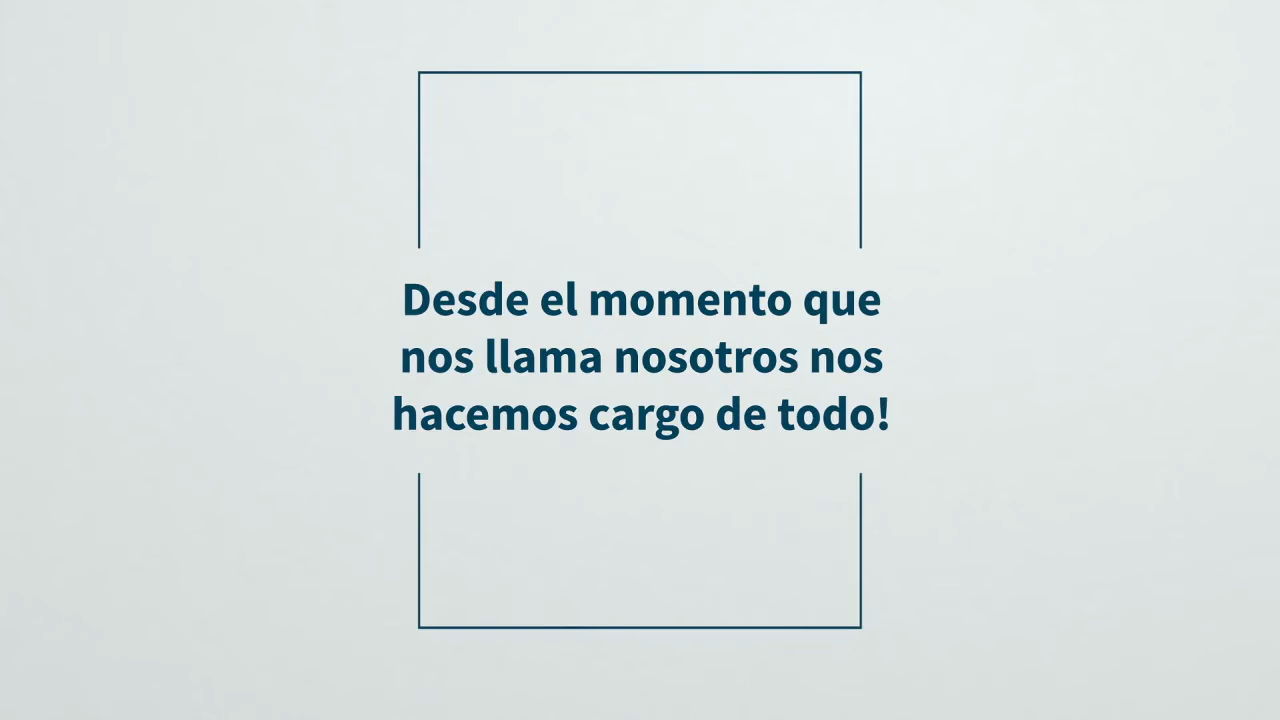 Desde el momento que
nos llama nosotros nos
hacemos cargo de todo!